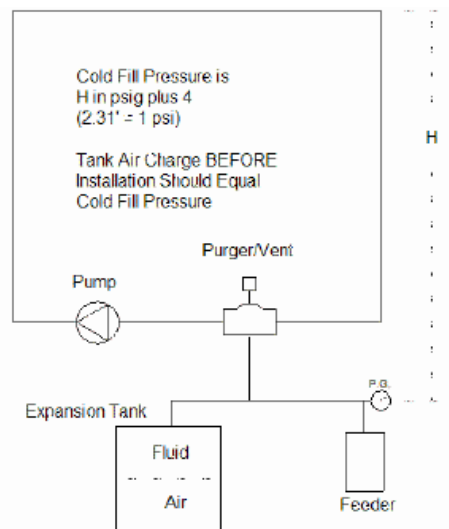 Cold Fill Pressure is
H in psig plus 4
(2.31' = 1 psi)
H
Tank Air Charge BEFORE
Installation Should Equal
Cold Fill Pressure
Purger/Vent
Pump
P.G.
Expansion Tank
Fluid
Air
Feeder